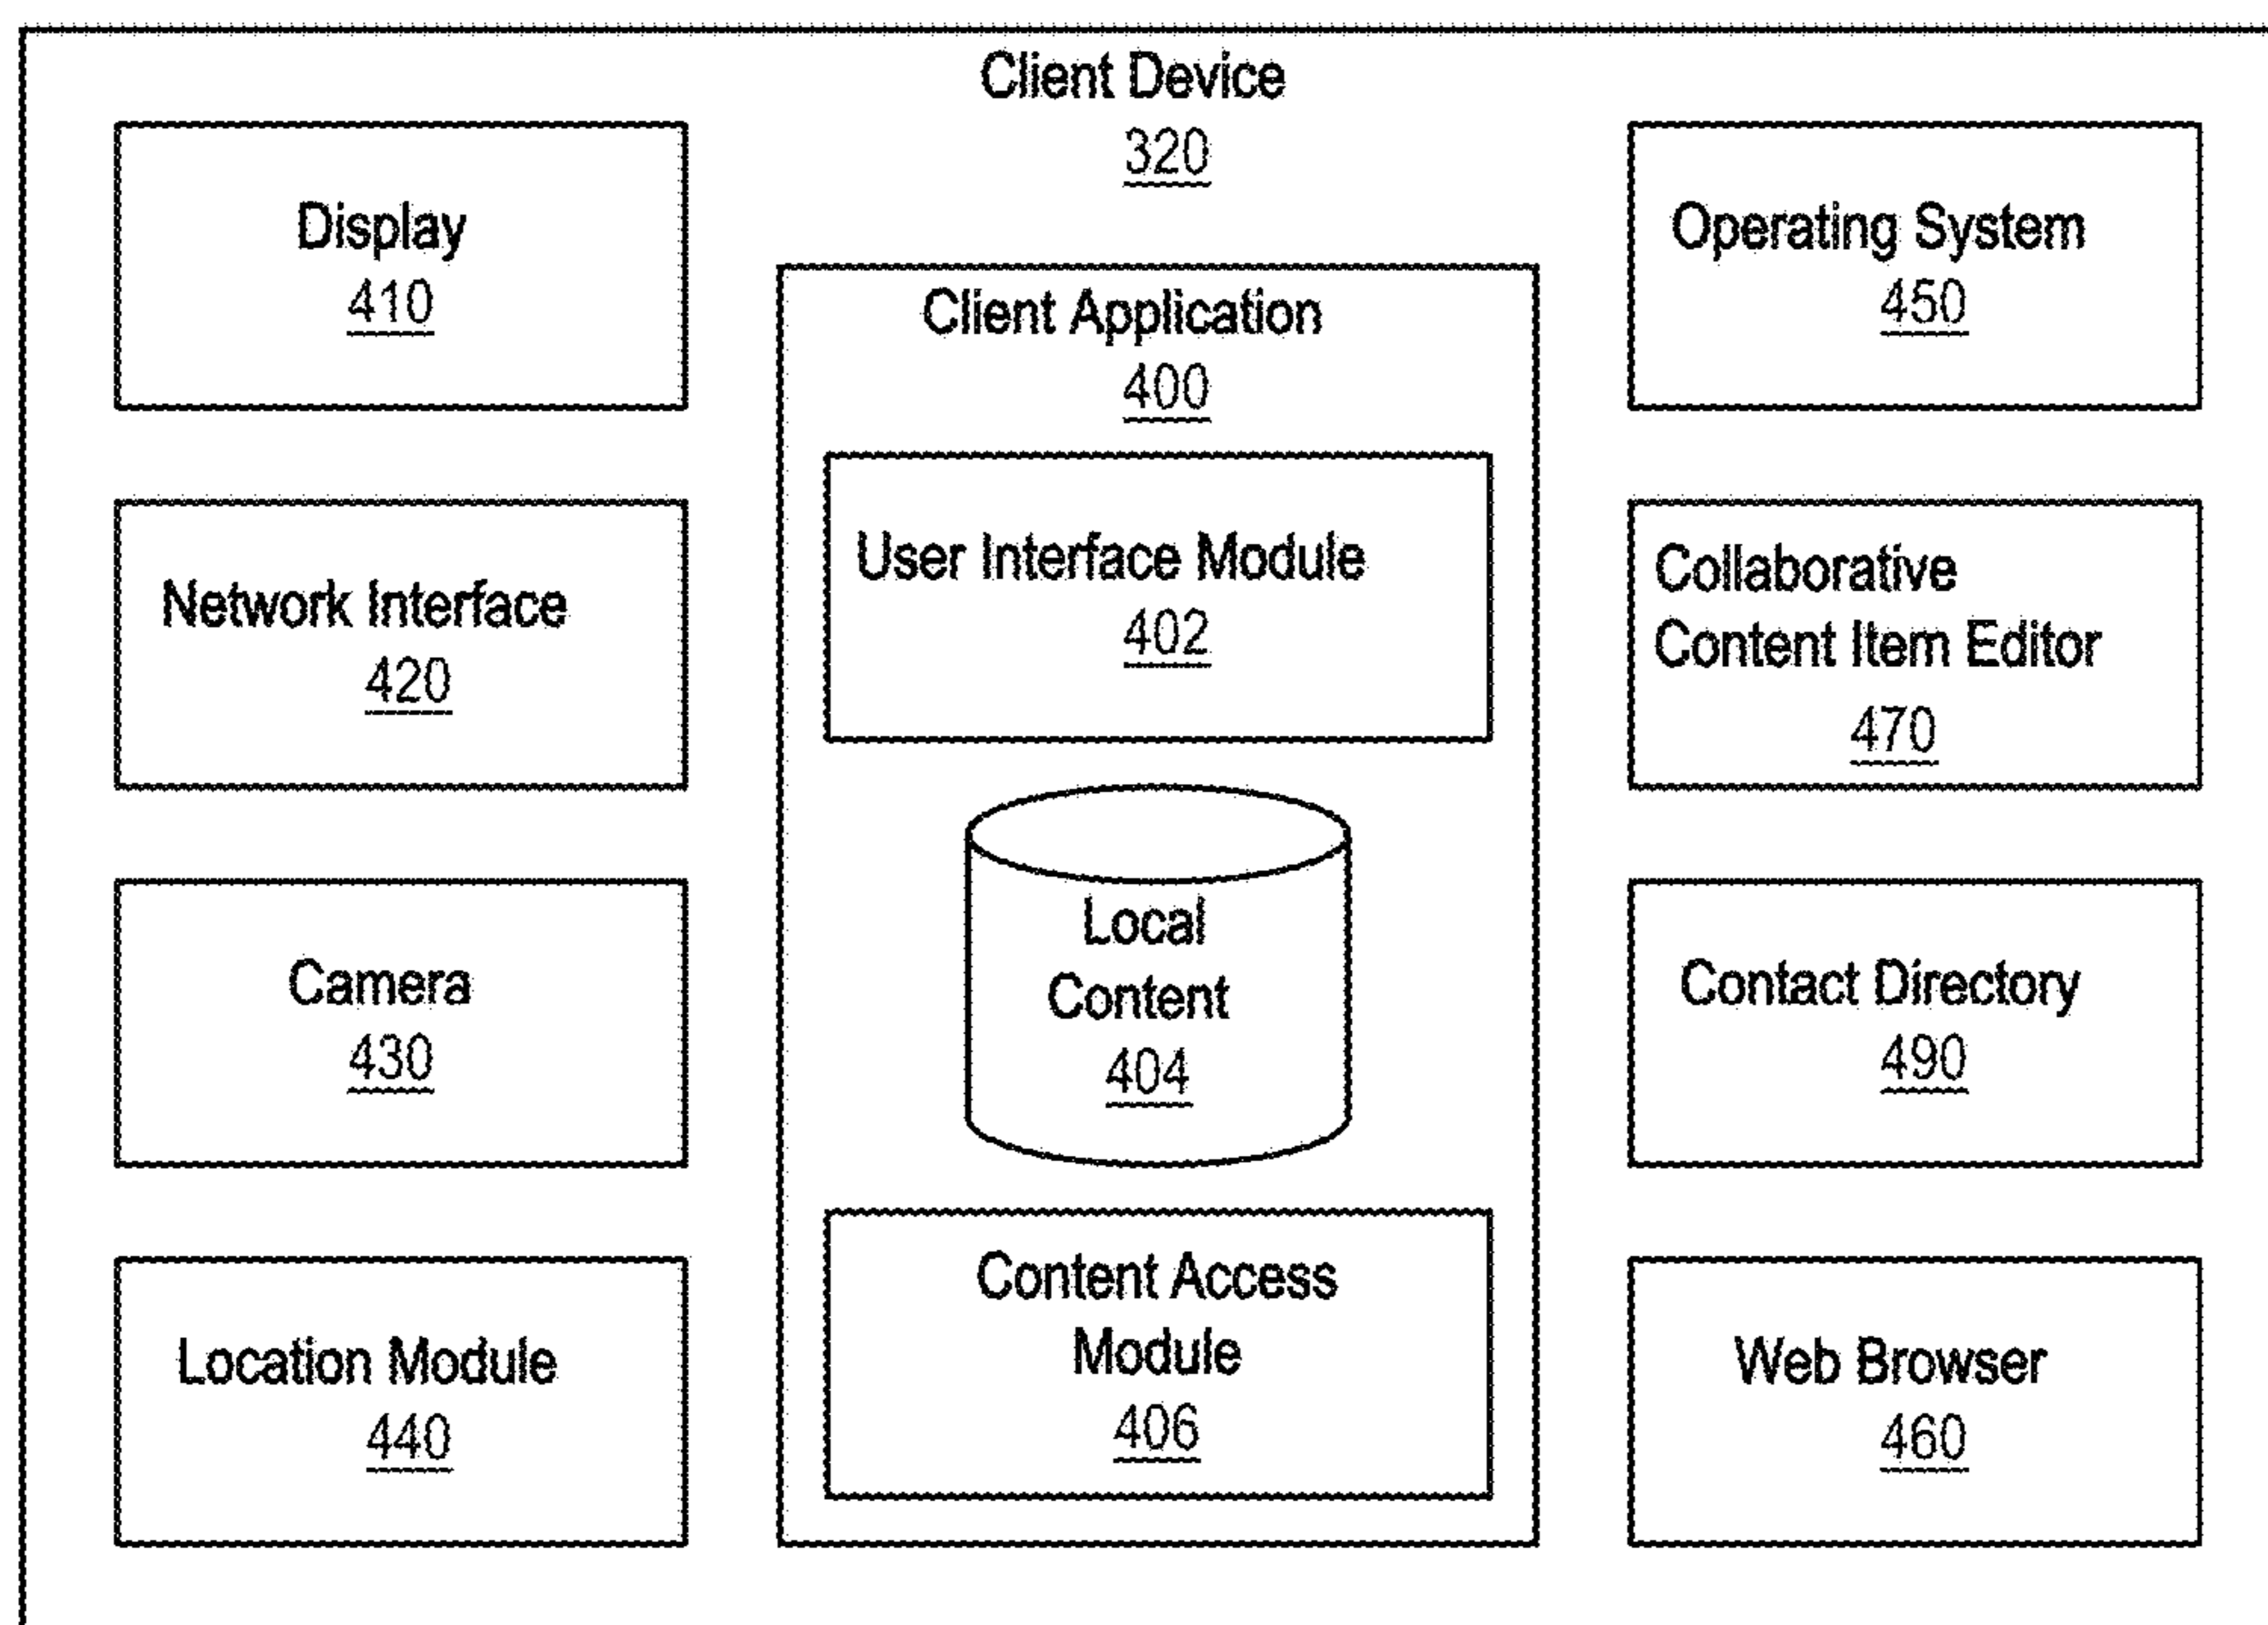 Client Device
320
Display
410
Network Interface
420
Camera
430
Location Module
440
Client Application
400
User Interface Module
402
Local
Content
404
Content Access
Module
406
Operating System
450
Collaborative
Content Item Editor
470
Contact Directory
490
Web Browser
460